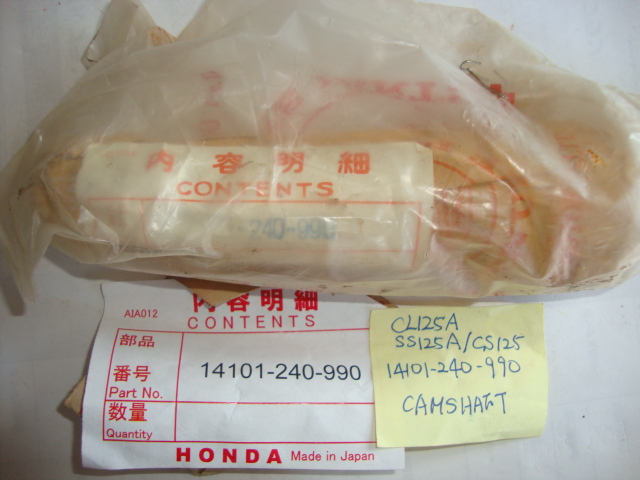 内容明細
CONTENTS
240-990
内容明細
CONTENTS
AIA012
部品
番号
Part No.
14101-240-990
数量
Quantity
HONDA Made in Japan
CL125A
SS125A/CS125
14101-240-990
CAMSHAFT